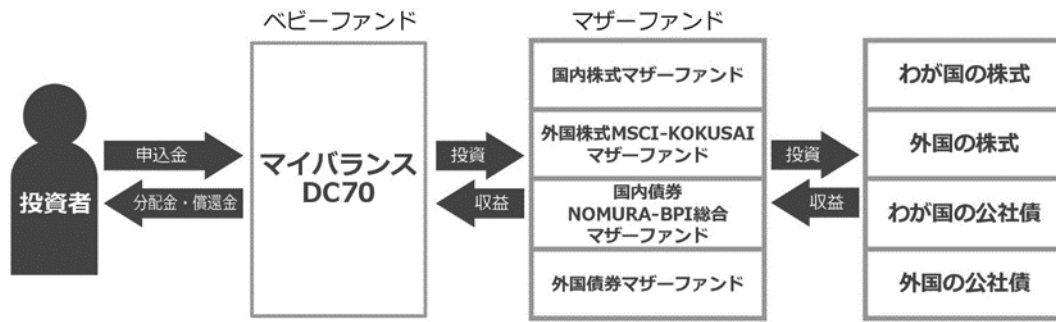 ベビーファンド
マザーファンド
投資者
申込金
分配金・償還金
マイバランス
DC70
投資
収益
国内株式マザーファンド
外国株式MSCI-KOKUSAI
マザーファンド
国内債券
NOMURA-BPI総合
マザーファンド
外国債券マザーファンド
投資
収益
わが国の株式
外国の株式
わが国の公社債
外国の公社債